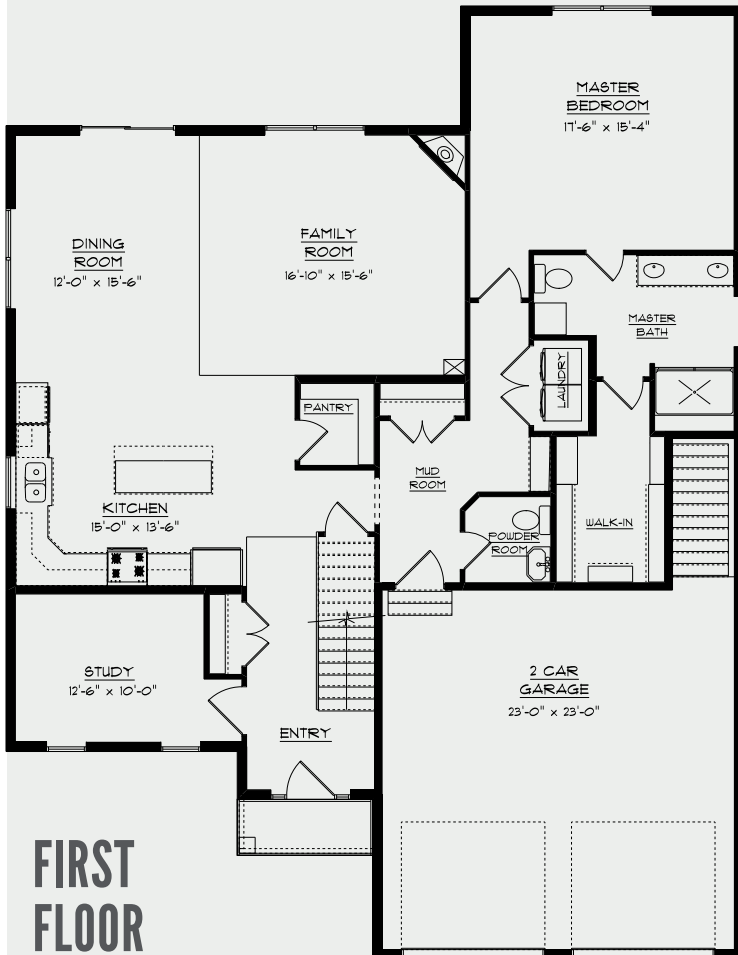 MASTER
BEDROOM
17'-6" x 15'-4"
FAMILY
ROOM
16'-10" x 15'-6"
DINING
ROOM
12'-0" x 15'-6"
MASTER
BATH
LAUNDRY
PANTRY
MUD
ROOM
KITCHEN
15'-0" x 13'-6"
WALK-IN
POWDER
ROOM
STUDY
12'-6" x 10'-0"
2 CAR
GARAGE
23'-0" x 23'-0"
ENTRY
FIRST
FLOOR